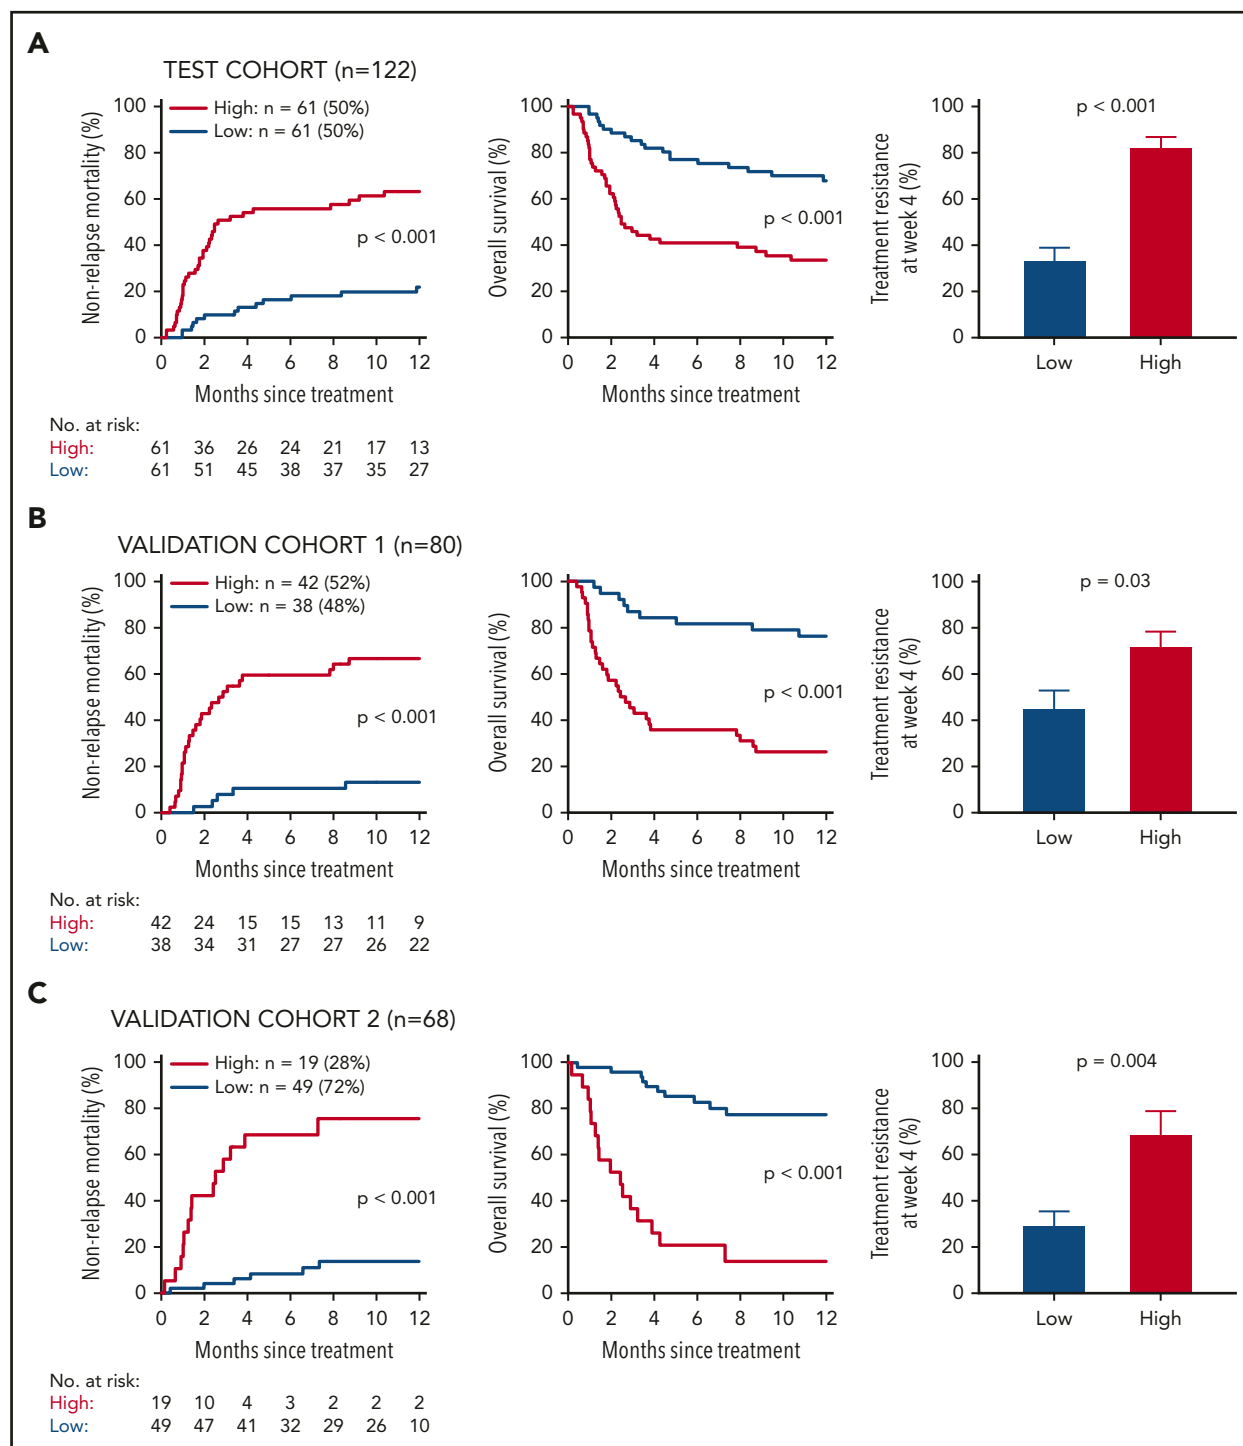 A
TEST COHORT (n=122)
Non-relapse mortality (%)
100
80
60
40
20
0
High: n = 61 (50%)
Low: n = 61 (50%)
p < 0.001
0 2 4 6 8 10 12
Months since treatment
Overall survival (%)
100
80
60
40
20
0
p < 0.001
0 2 4 6 8 10 12
Months since treatment
Treatment resistance
at week 4 (%)
100
80
60
40
20
0
p < 0.001
Low High
No. at risk:
High: 61 36 26 24 21 17 13
Low: 61 51 45 38 37 35 27
B
VALIDATION COHORT 1 (n=80)
Non-relapse mortality (%)
100
80
60
40
20
0
High: n = 42 (52%)
Low: n = 38 (48%)
p < 0.001
0 2 4 6 8 10 12
Months since treatment
Overall survival (%)
100
80
60
40
20
0
p < 0.001
0 2 4 6 8 10 12
Months since treatment
Treatment resistance
at week 4 (%)
100
80
60
40
20
0
p = 0.03
Low High
No. at risk:
High: 42 24 15 15 13 11 9
Low: 38 34 31 27 27 26 22
C
VALIDATION COHORT 2 (n=68)
Non-relapse mortality (%)
100
80
60
40
20
0
High: n = 19 (28%)
Low: n = 49 (72%)
p < 0.001
0 2 4 6 8 10 12
Months since treatment
Overall survival (%)
100
80
60
40
20
0
p < 0.001
0 2 4 6 8 10 12
Months since treatment
Treatment resistance
at week 4 (%)
100
80
60
40
20
0
p = 0.004
Low High
No. at risk:
High: 19 10 4 3 2 2 2
Low: 49 47 41 32 29 26 10